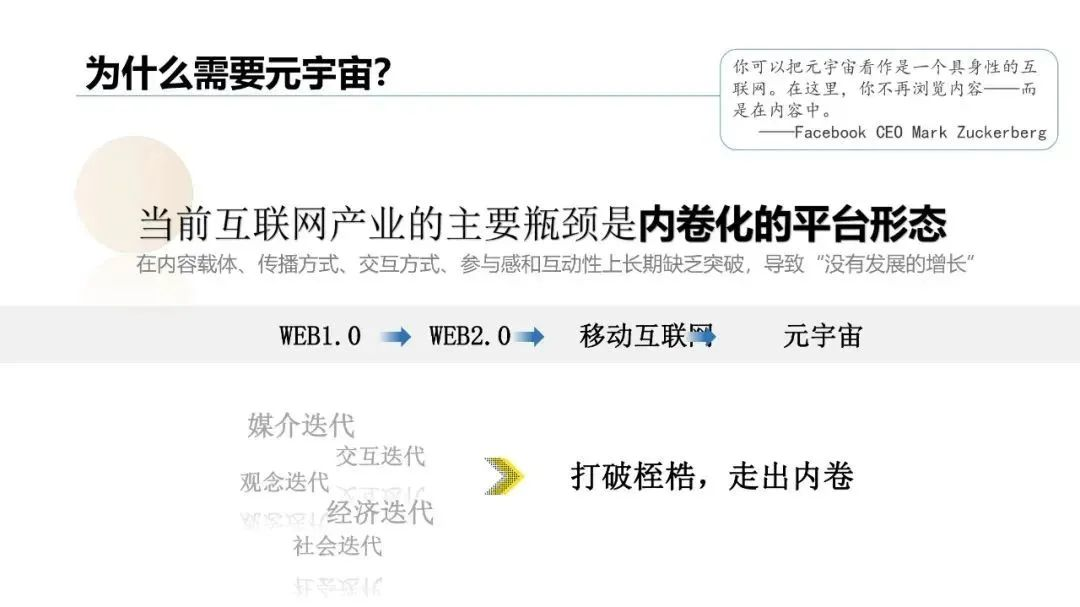 为什么需要元宇宙?
你可以把元宇宙看作是一个具身性的互
联网。在这里，你不再浏览内容——而
是在内容中。
——Facebook CEO Mark Zuckerberg
当前互联网产业的主要瓶颈是内卷化的平台形态
在内容载体、传播方式、交互方式、参与感和互动性上长期缺乏突破，导致“没有发展的增长”
WEB1.0 WEB2.0 移动互联网 元宇宙
媒介迭代
交互迭代
观念迭代
经济迭代
社会迭代
打破桎梏，走出内卷